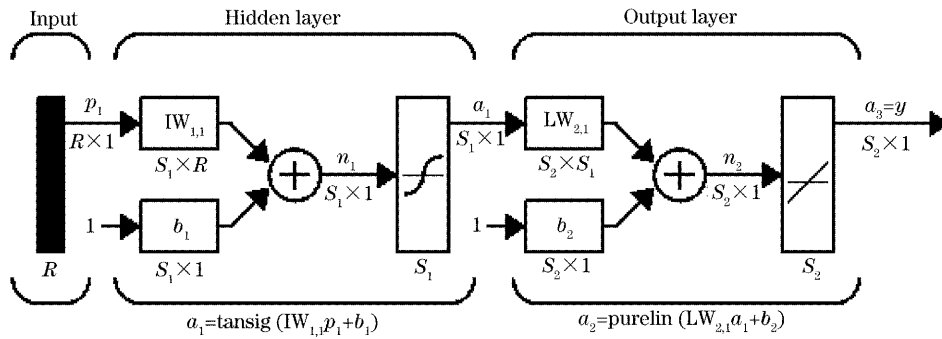 Input
Hidden layer
Output layer
p₁
R×1
IW₁,₁
S₁×R
1
b₁
S₁×1
n₁
S₁×1
a₁
S₁×1
LW₂,₁
S₂×S₁
1
b₂
S₂×1
n₂
S₂×1
a₃=y
S₂×1
R
S₁
S₂
a₁=tansig (IW₁,₁p₁+b₁)
a₂=purelin (LW₂,₁a₁+b₂)